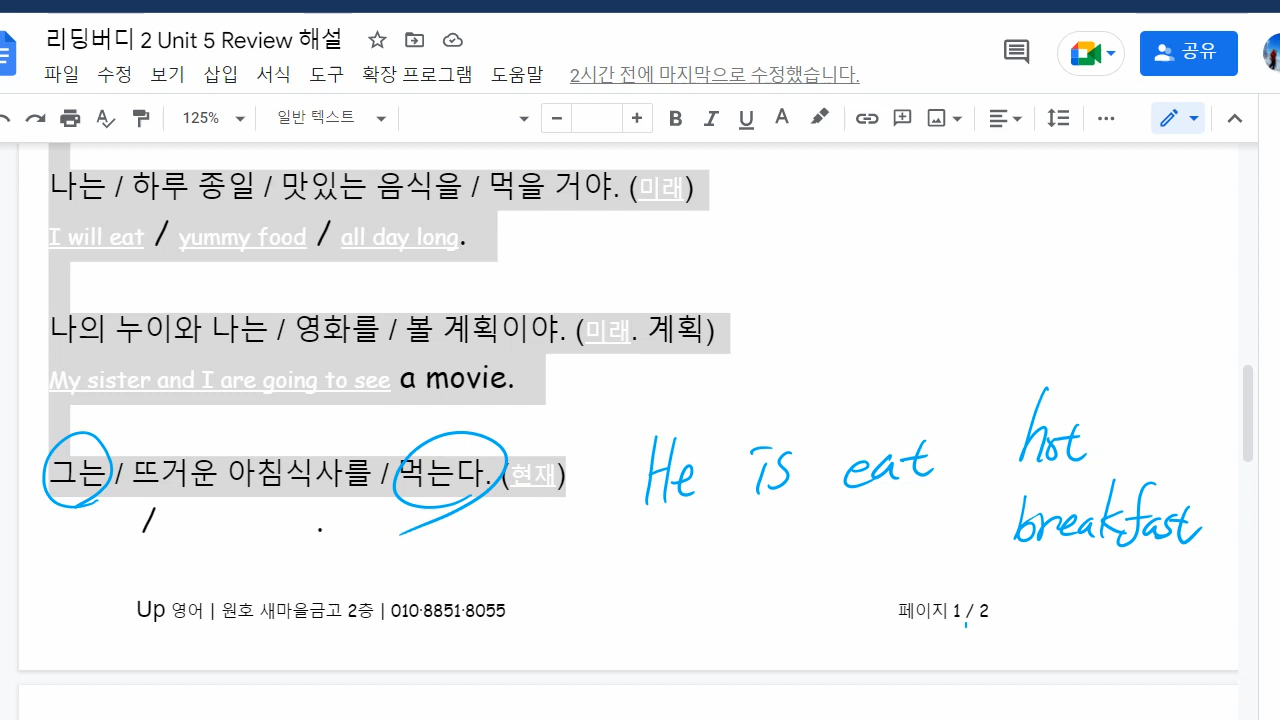 리딩버디 2 Unit 5 Review 해설
파일 수정 보기 삽입 서식 도구 확장 프로그램 도움말 2시간 전에 마지막으로 수정했습니다.
공유
125% 일반 텍스트 B I U A
나는 / 하루 종일 / 맛있는 음식을 / 먹을 거야. (미래)
I will eat / yummy food / all day long.
나의 누이와 나는 / 영화를 / 볼 계획이야. (미래. 계획)
My sister and I are going to see a movie.
그는 / 뜨거운 아침식사를 / 먹는다. (현재)
/ .
He is eat hot
breakfast
Up 영어 | 원호 새마을금고 2층 | 010·8851·8055
페이지 1 / 2